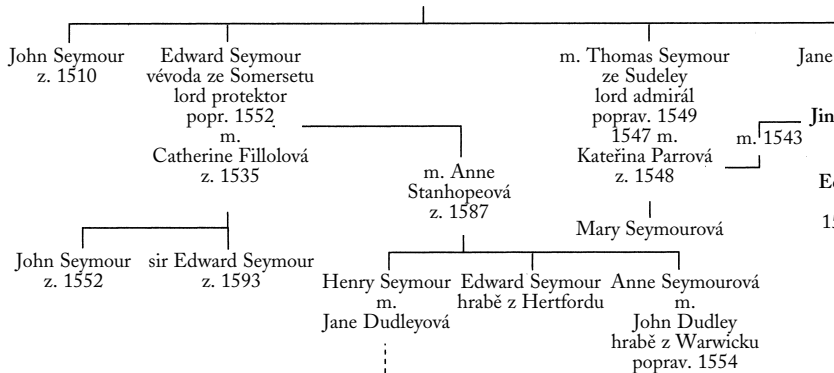 John Seymour
z. 1510
Edward Seymour
vévoda ze Somersetu
lord protektor
popr. 1552
m.
Catherine Fillolová
z. 1535
m. Thomas Seymour
ze Sudeley
lord admirál
poprav. 1549
1547 m.
Kateřina Parrová
z. 1548
Jane
Jin
m. 1543
m. Anne
Stanhopeová
z. 1587
Mary Seymourová
John Seymour
z. 1552
sir Edward Seymour
z. 1593
Henry Seymour
m.
Jane Dudleyová
Edward Seymour
hrabě z Hertfordu
Anne Seymourová
m.
John Dudley
hrabě z Warwicku
poprav. 1554